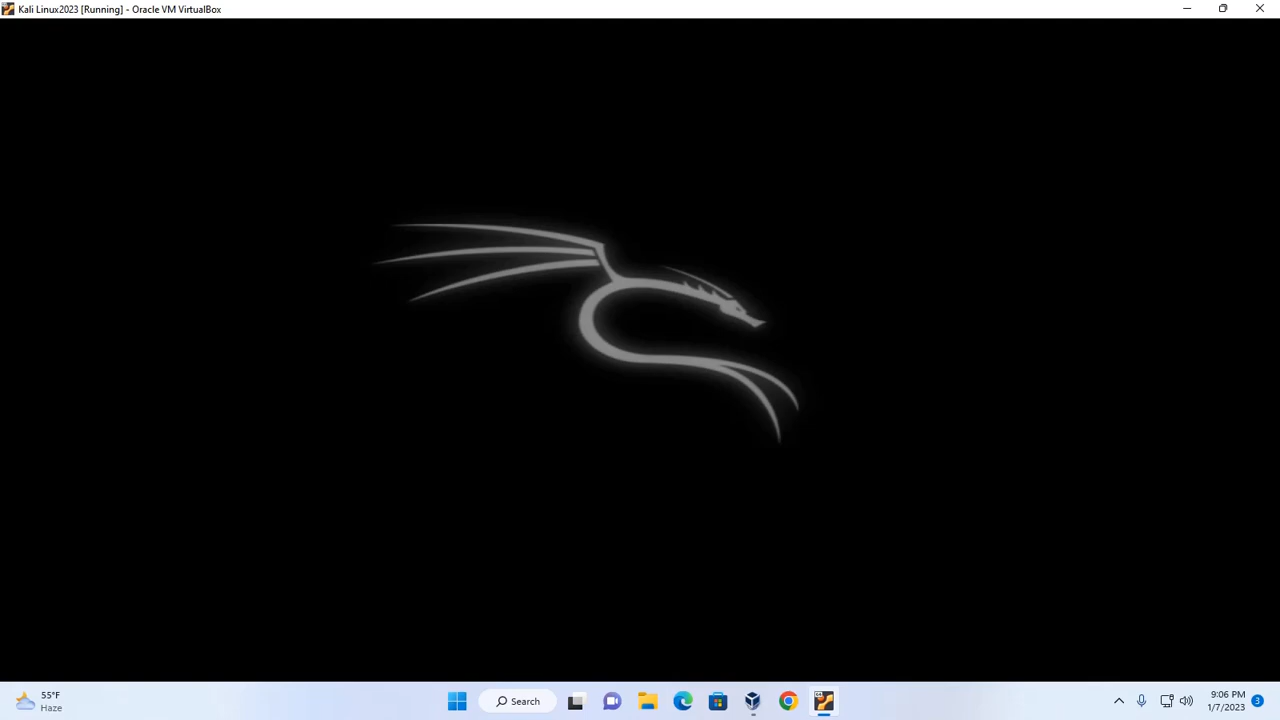 Kali Linux2023 [Running] - Oracle VM VirtualBox
55°F
Haze
Search
9:06 PM
1/7/2023
3